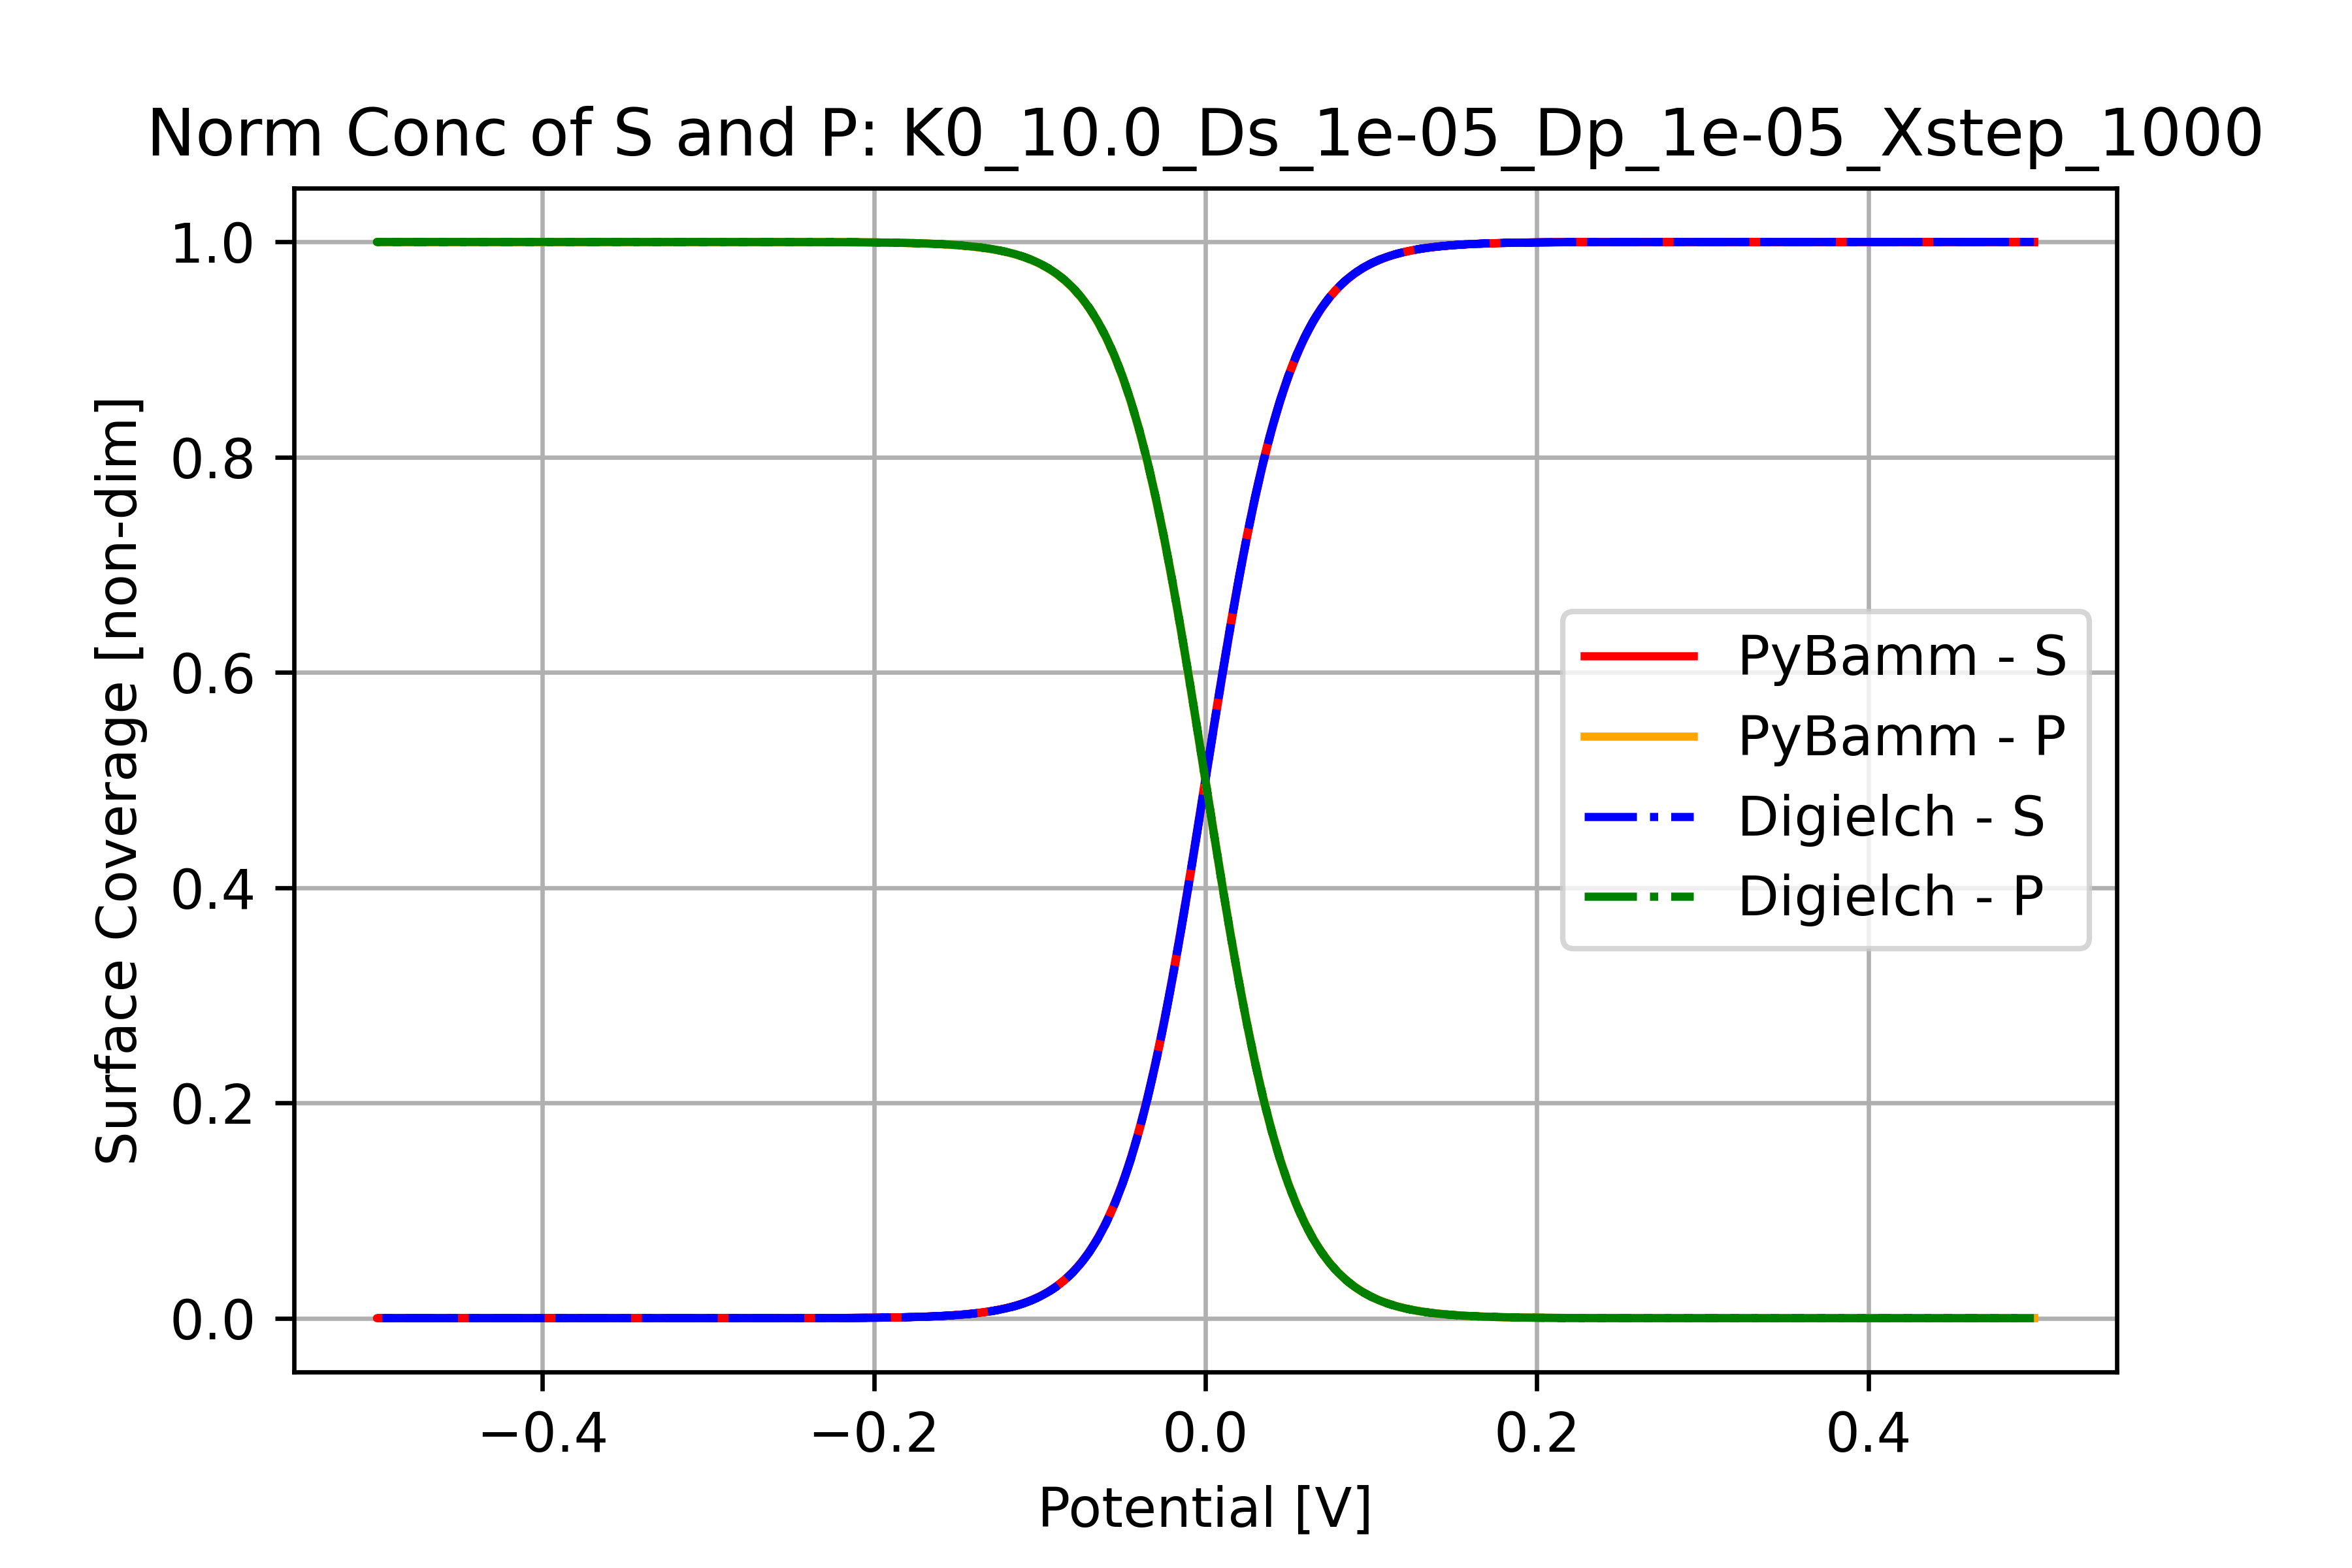 Norm Conc of S and P: K0_10.0_Ds_1e-05_Dp_1e-05_Xstep_1000
Surface Coverage [non-dim]
1.0
0.8
0.6
0.4
0.2
0.0
PyBamm - S
PyBamm - P
Digielch - S
Digielch - P
−0.4 −0.2 0.0 0.2 0.4
Potential [V]